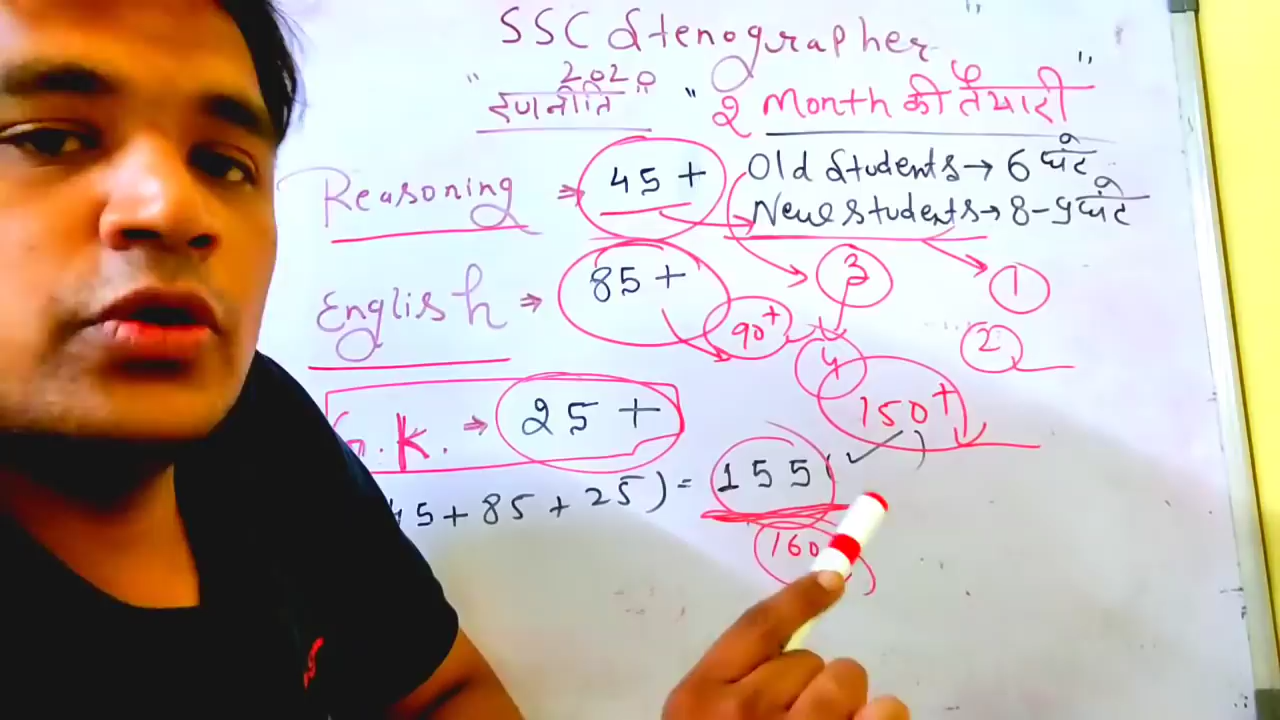 SSC Stenographer
" 2020 "
रणनीति " 2 Month की तैयारी "
Reasoning ⇒ 45+
Old Students → 6 घंटे
New Students → 8-9 घंटे
English ⇒ 85+
90+
3
4
1
2
G.K. ⇒ 25+
150+
45+85+25) = 155 ( ✓ )
160